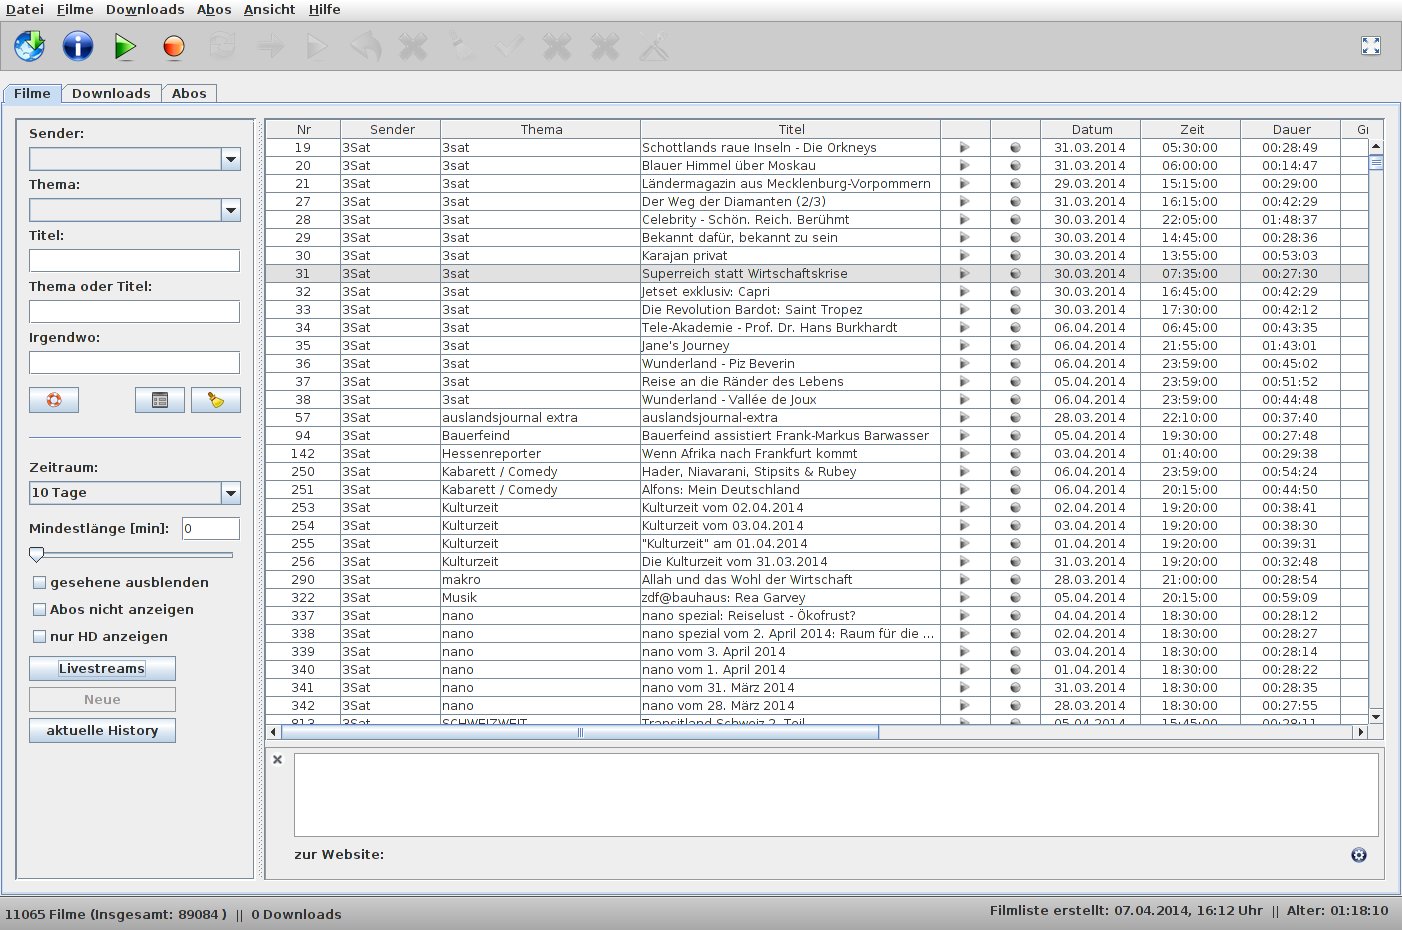 Datei Filme Downloads Abos Ansicht Hilfe
Filme Downloads Abos
Sender:
Thema:
Titel:
Thema oder Titel:
Irgendwo:
Zeitraum:
10 Tage
Mindestlänge [min]: 0
gesehene ausblenden
Abos nicht anzeigen
nur HD anzeigen
Livestreams
Neue
aktuelle History
Nr Sender Thema Titel Datum Zeit Dauer
19 3Sat 3sat Schottlands raue Inseln - Die Orkneys 31.03.2014 05:30:00 00:28:49
20 3Sat 3sat Blauer Himmel über Moskau 31.03.2014 06:00:00 00:14:47
21 3Sat 3sat Ländermagazin aus Mecklenburg-Vorpommern 29.03.2014 15:15:00 00:29:00
27 3Sat 3sat Der Weg der Diamanten (2/3) 31.03.2014 16:15:00 00:42:29
28 3Sat 3sat Celebrity - Schön. Reich. Berühmt 30.03.2014 22:05:00 01:48:37
29 3Sat 3sat Bekannt dafür, bekannt zu sein 30.03.2014 14:45:00 00:28:36
30 3Sat 3sat Karajan privat 30.03.2014 13:55:00 00:53:03
31 3Sat 3sat Superreich statt Wirtschaftskrise 30.03.2014 07:35:00 00:27:30
32 3Sat 3sat Jetset exklusiv: Capri 30.03.2014 16:45:00 00:42:29
33 3Sat 3sat Die Revolution Bardot: Saint Tropez 30.03.2014 17:30:00 00:42:12
34 3Sat 3sat Tele-Akademie - Prof. Dr. Hans Burkhardt 06.04.2014 06:45:00 00:43:35
35 3Sat 3sat Jane's Journey 06.04.2014 21:55:00 01:43:01
36 3Sat 3sat Wunderland - Piz Beverin 06.04.2014 23:59:00 00:45:02
37 3Sat 3sat Reise an die Ränder des Lebens 05.04.2014 23:59:00 00:51:52
38 3Sat 3sat Wunderland - Vallée de Joux 06.04.2014 23:59:00 00:44:48
57 3Sat auslandsjournal extra auslandsjournal-extra 28.03.2014 22:10:00 00:37:40
94 3Sat Bauerfeind Bauerfeind assistiert Frank-Markus Barwasser 05.04.2014 19:30:00 00:27:48
142 3Sat Hessenreporter Wenn Afrika nach Frankfurt kommt 03.04.2014 01:40:00 00:29:38
250 3Sat Kabarett / Comedy Hader, Niavarani, Stipsits & Rubey 06.04.2014 23:59:00 00:54:24
251 3Sat Kabarett / Comedy Alfons: Mein Deutschland 06.04.2014 20:15:00 00:44:50
253 3Sat Kulturzeit Kulturzeit vom 02.04.2014 02.04.2014 19:20:00 00:38:41
254 3Sat Kulturzeit Kulturzeit vom 03.04.2014 03.04.2014 19:20:00 00:38:30
255 3Sat Kulturzeit "Kulturzeit" am 01.04.2014 01.04.2014 19:20:00 00:39:31
256 3Sat Kulturzeit Die Kulturzeit vom 31.03.2014 31.03.2014 19:20:00 00:32:48
290 3Sat makro Allah und das Wohl der Wirtschaft 28.03.2014 21:00:00 00:28:54
322 3Sat Musik zdf@bauhaus: Rea Garvey 05.04.2014 20:15:00 00:59:09
337 3Sat nano nano spezial: Reiselust - Ökofrust? 04.04.2014 18:30:00 00:28:12
338 3Sat nano nano spezial vom 2. April 2014: Raum für die ... 02.04.2014 18:30:00 00:28:27
339 3Sat nano nano vom 3. April 2014 03.04.2014 18:30:00 00:28:14
340 3Sat nano nano vom 1. April 2014 01.04.2014 18:30:00 00:28:22
341 3Sat nano nano vom 31. März 2014 31.03.2014 18:30:00 00:28:35
342 3Sat nano nano vom 28. März 2014 28.03.2014 18:30:00 00:27:55
813 3Sat SCHWEIZWEIT Transitland Schweiz 2. Teil 05.04.2014 15:45:00 00:28:11
zur Website:
11065 Filme (Insgesamt: 89084 ) || 0 Downloads
Filmliste erstellt: 07.04.2014, 16:12 Uhr || Alter: 01:18:10